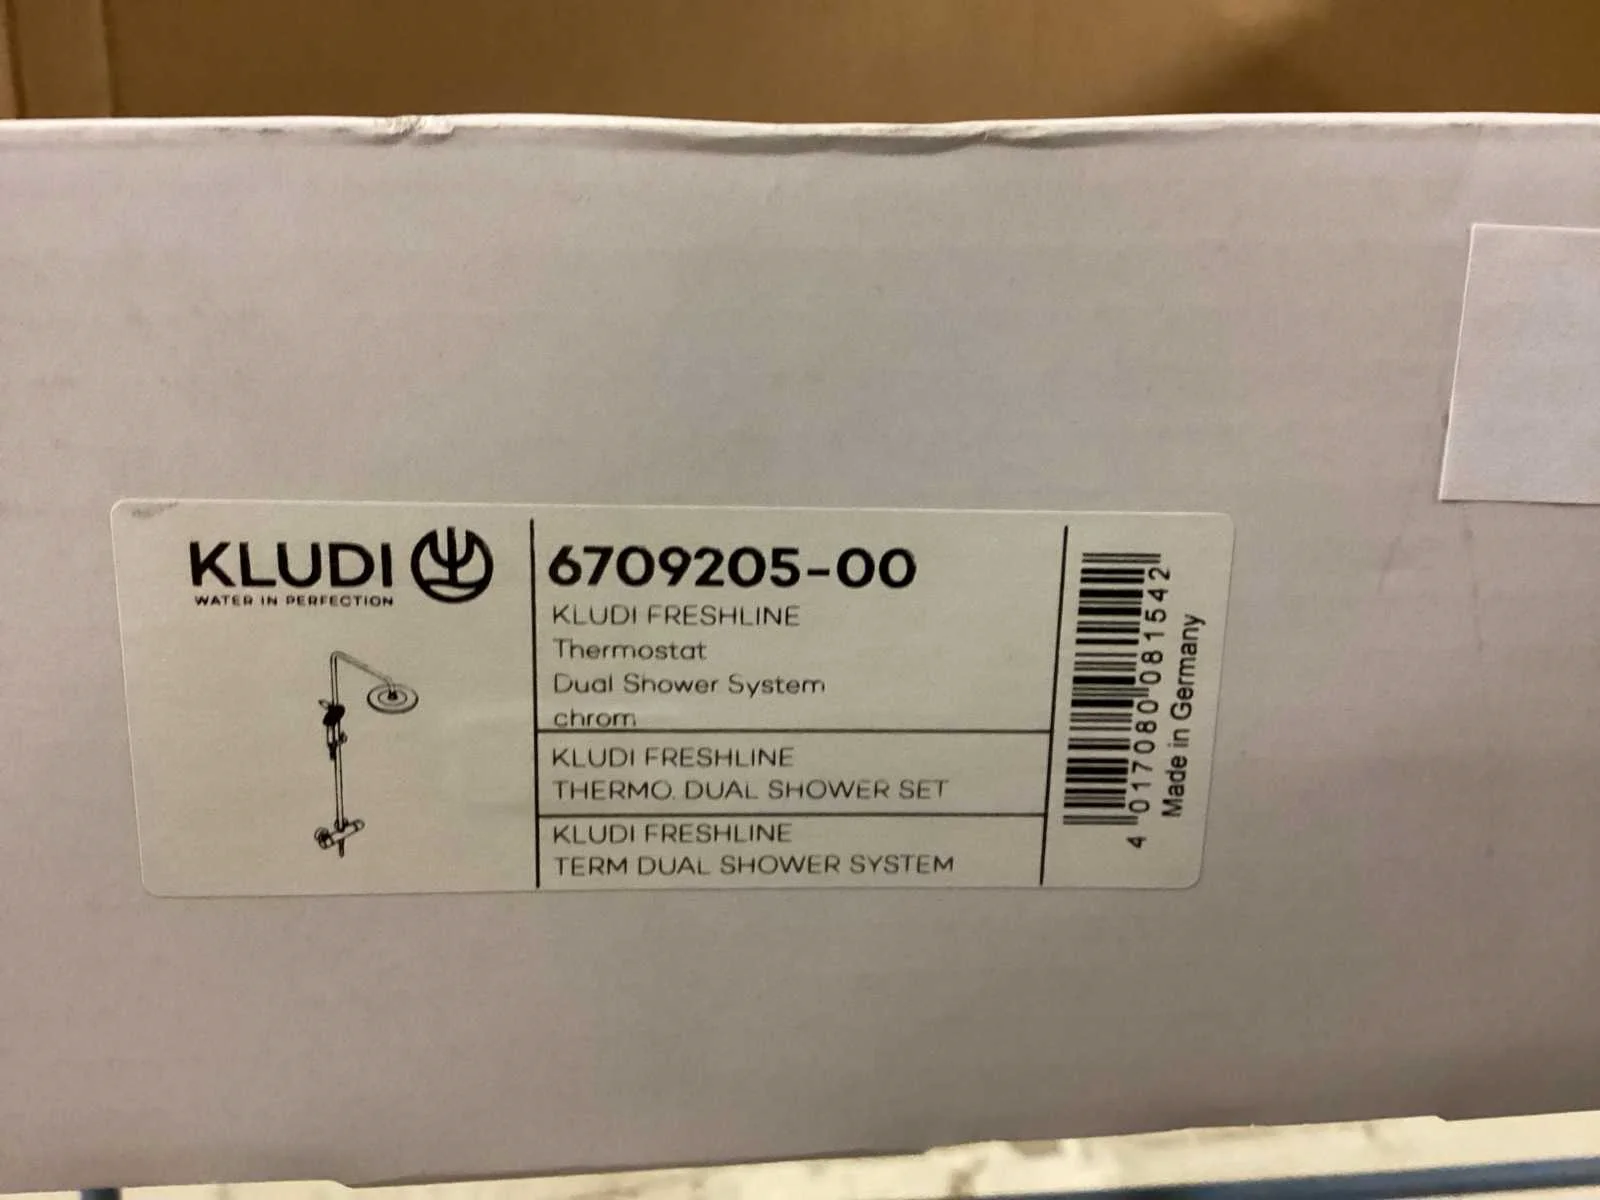 KLUDI
WATER IN PERFECTION
6709205-00
KLUDI FRESHLINE
Thermostat
Dual Shower System
chrom
KLUDI FRESHLINE
THERMO. DUAL SHOWER SET
KLUDI FRESHLINE
TERM DUAL SHOWER SYSTEM
4 017080 081542
Made in Germany